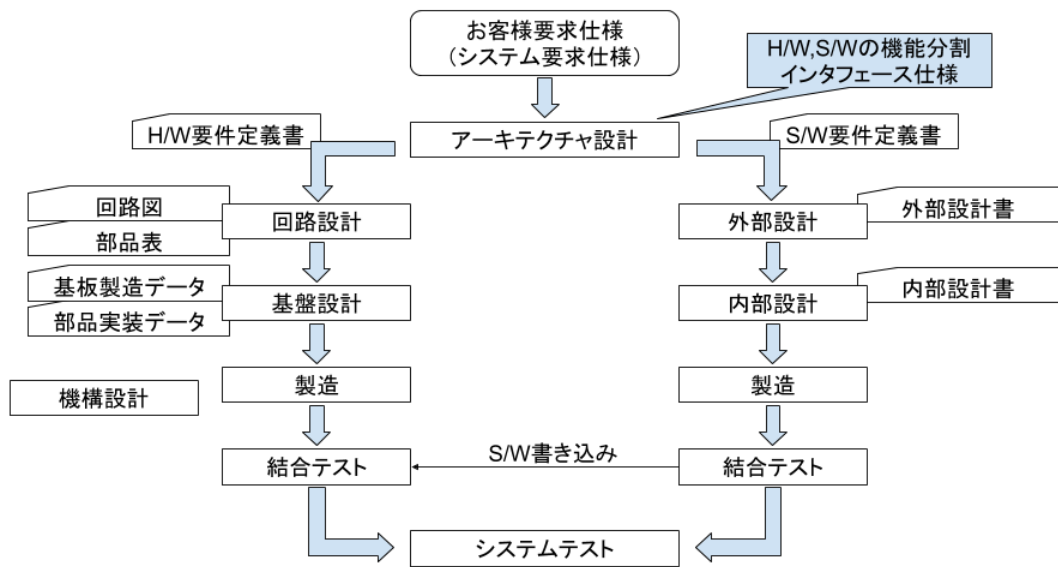 お客様要求仕様
（システム要求仕様）
H/W,S/Wの機能分割
インタフェース仕様
H/W要件定義書
アーキテクチャ設計
S/W要件定義書
回路図
部品表
回路設計
外部設計
外部設計書
基板製造データ
部品実装データ
基盤設計
内部設計
内部設計書
機構設計
製造
製造
結合テスト
S/W書き込み
結合テスト
システムテスト